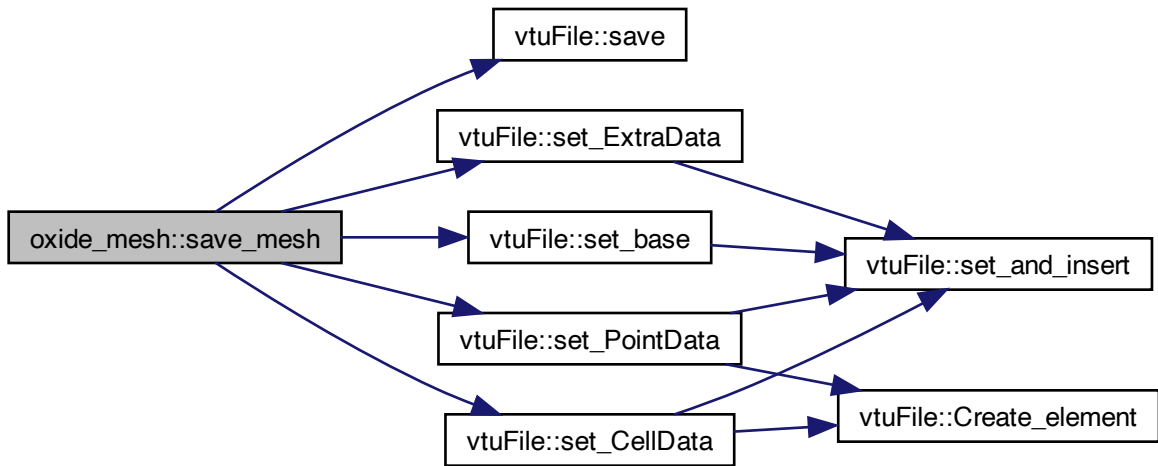 vtuFile::save
vtuFile::set_ExtraData
oxide_mesh::save_mesh
vtuFile::set_base
vtuFile::set_and_insert
vtuFile::set_PointData
vtuFile::Create_element
vtuFile::set_CellData